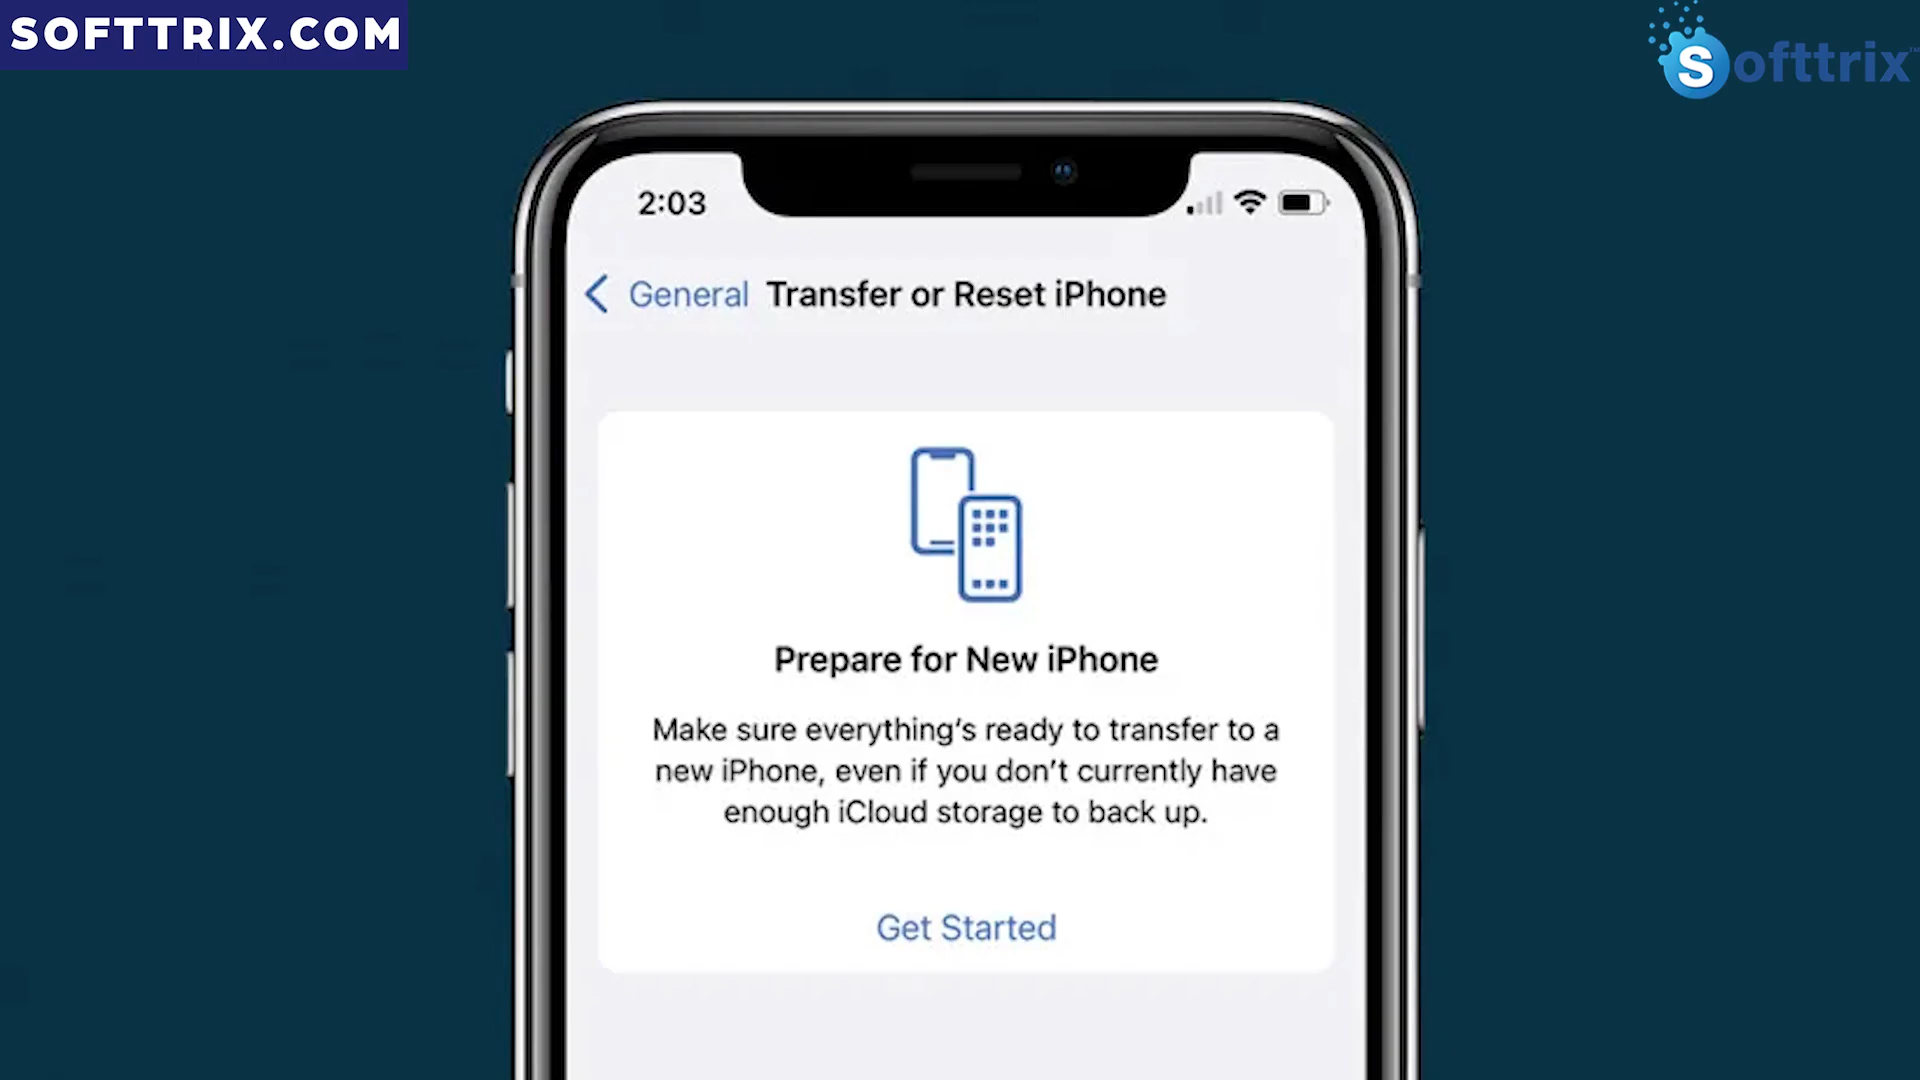 SOFTTRIX.COM
Softtrix™
2:03
General Transfer or Reset iPhone
Prepare for New iPhone
Make sure everything's ready to transfer to a
new iPhone, even if you don't currently have
enough iCloud storage to back up.
Get Started